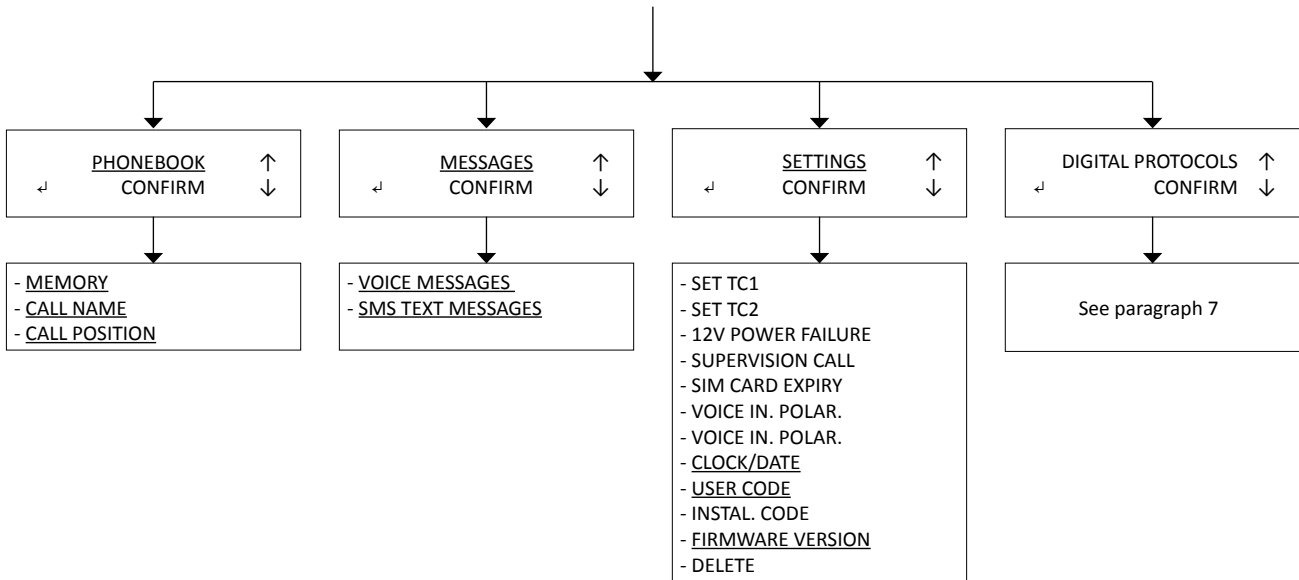 PHONEBOOK ↑
↲ CONFIRM ↓
MESSAGES ↑
↲ CONFIRM ↓
SETTINGS ↑
↲ CONFIRM ↓
DIGITAL PROTOCOLS ↑
↲ CONFIRM ↓
- MEMORY
- CALL NAME
- CALL POSITION
- VOICE MESSAGES
- SMS TEXT MESSAGES
- SET TC1
- SET TC2
- 12V POWER FAILURE
- SUPERVISION CALL
- SIM CARD EXPIRY
- VOICE IN. POLAR.
- VOICE IN. POLAR.
- CLOCK/DATE
- USER CODE
- INSTAL. CODE
- FIRMWARE VERSION
- DELETE
See paragraph 7